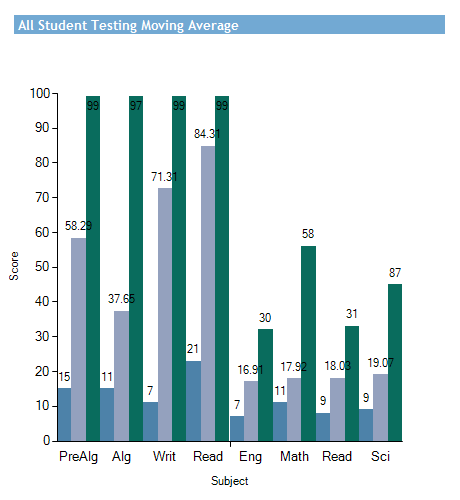 All Student Testing Moving Average
100
90
80
70
60
50
40
30
20
10
0
Score
15 58.29 99
11 37.65 97
7 71.31 99
21 84.31 99
7 16.91 30
11 17.92 58
9 18.03 31
9 19.07 87
PreAlg Alg Writ Read Eng Math Read Sci
Subject